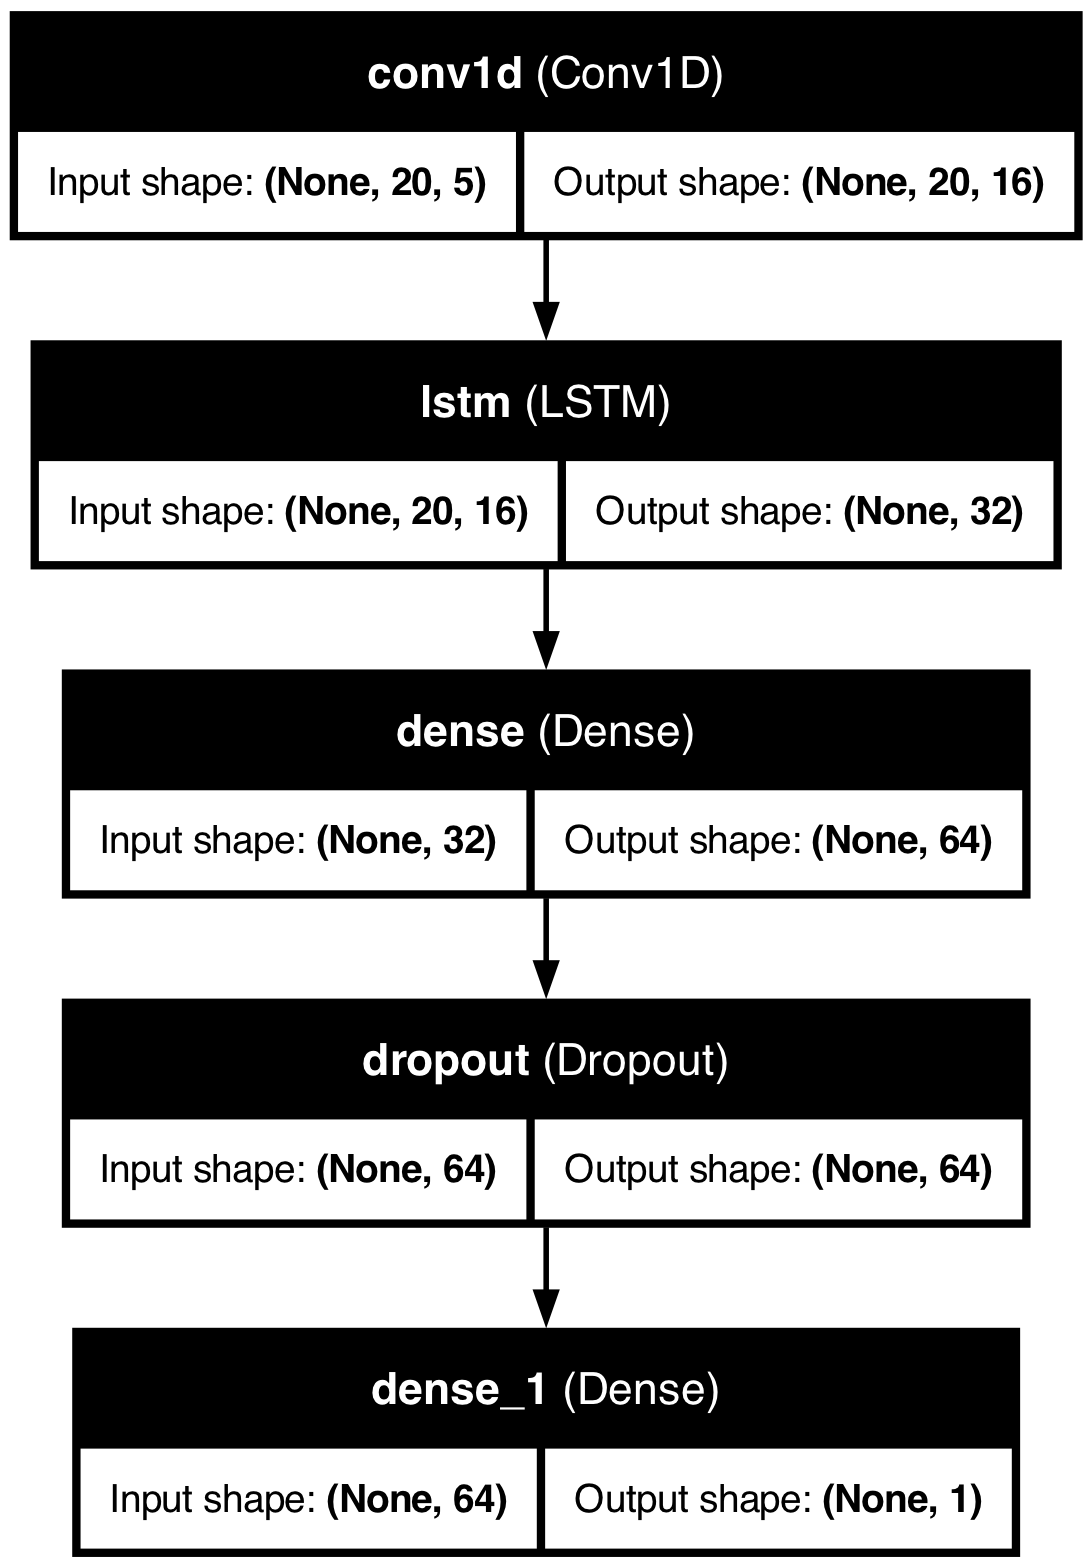 conv1d (Conv1D)
Input shape: (None, 20, 5) Output shape: (None, 20, 16)
lstm (LSTM)
Input shape: (None, 20, 16) Output shape: (None, 32)
dense (Dense)
Input shape: (None, 32) Output shape: (None, 64)
dropout (Dropout)
Input shape: (None, 64) Output shape: (None, 64)
dense_1 (Dense)
Input shape: (None, 64) Output shape: (None, 1)